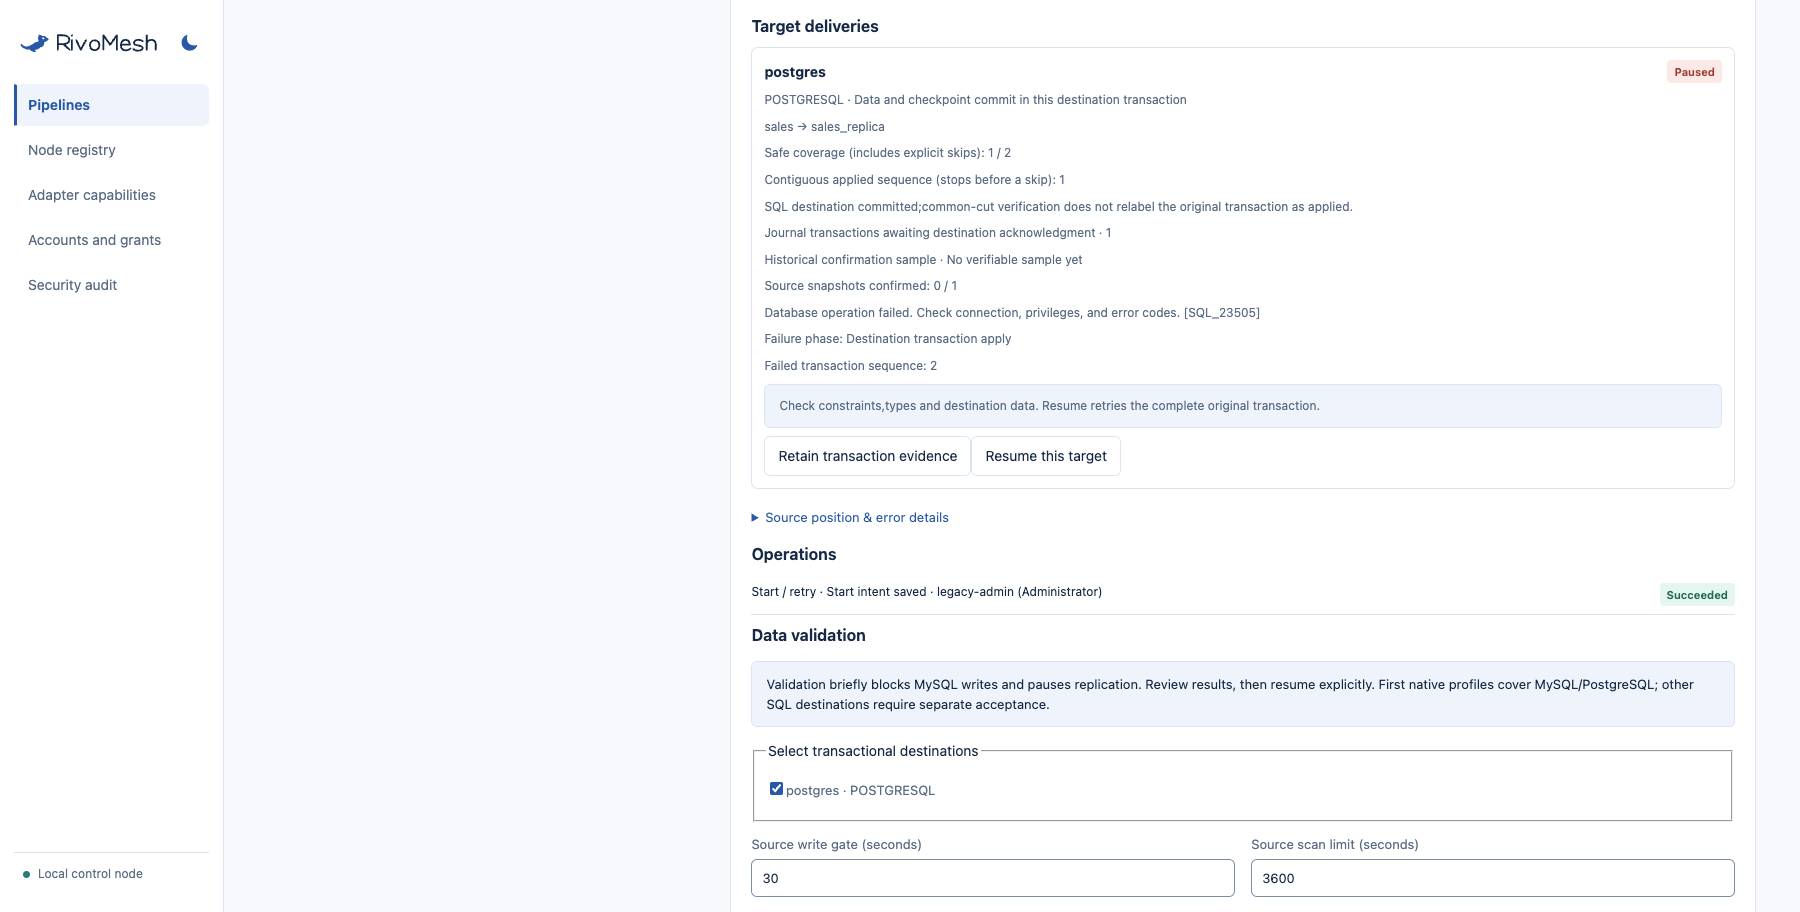 RivoMesh
Pipelines
Node registry
Adapter capabilities
Accounts and grants
Security audit
Local control node
Target deliveries
postgres
Paused
POSTGRESQL · Data and checkpoint commit in this destination transaction
sales → sales_replica
Safe coverage (includes explicit skips): 1 / 2
Contiguous applied sequence (stops before a skip): 1
SQL destination committed;common-cut verification does not relabel the original transaction as applied.
Journal transactions awaiting destination acknowledgment · 1
Historical confirmation sample · No verifiable sample yet
Source snapshots confirmed: 0 / 1
Database operation failed. Check connection, privileges, and error codes. [SQL_23505]
Failure phase: Destination transaction apply
Failed transaction sequence: 2
Check constraints,types and destination data. Resume retries the complete original transaction.
Retain transaction evidence
Resume this target
Source position & error details
Operations
Start / retry · Start intent saved · legacy-admin (Administrator)
Succeeded
Data validation
Validation briefly blocks MySQL writes and pauses replication. Review results, then resume explicitly. First native profiles cover MySQL/PostgreSQL; other
SQL destinations require separate acceptance.
Select transactional destinations
postgres · POSTGRESQL
Source write gate (seconds)
30
Source scan limit (seconds)
3600